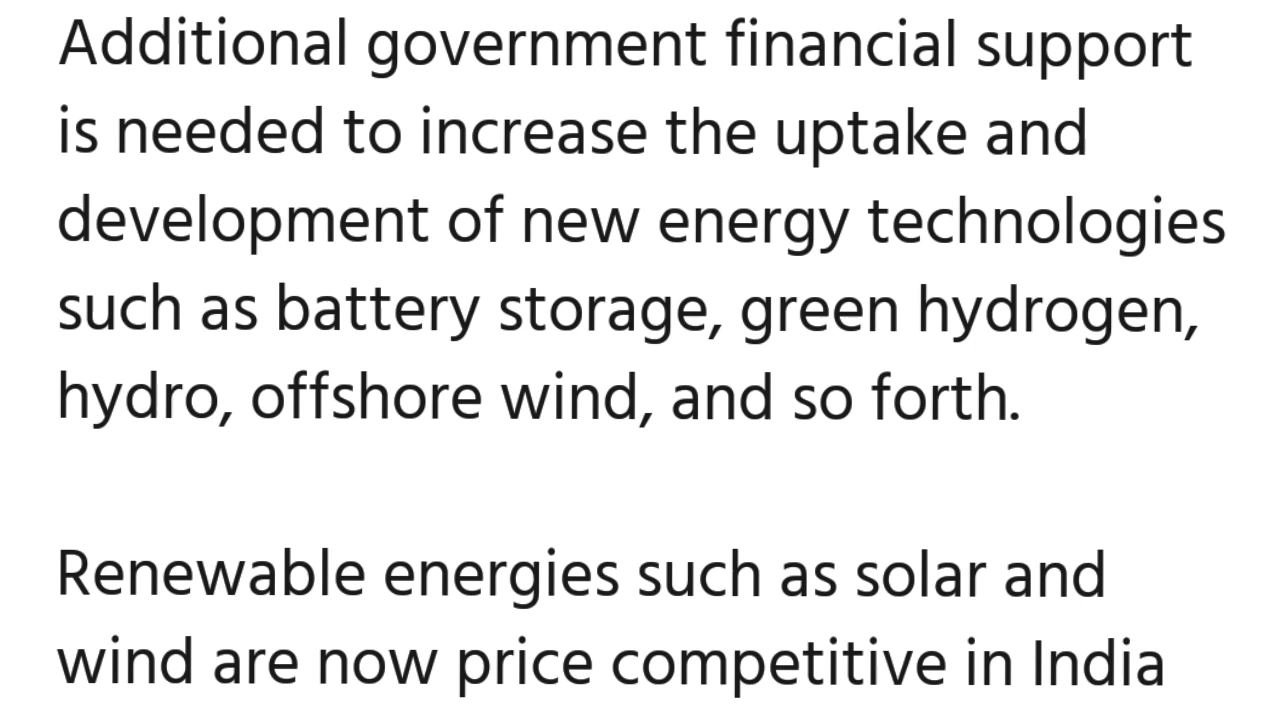 Additional government financial support
is needed to increase the uptake and
development of new energy technologies
such as battery storage, green hydrogen,
hydro, offshore wind, and so forth.
Renewable energies such as solar and
wind are now price competitive in India